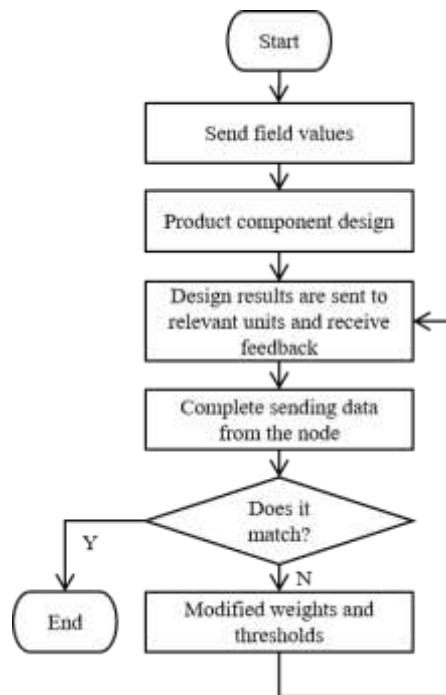 Start
Send field values
Product component design
Design results are sent to
relevant units and receive
feedback
Complete sending data
from the node
Does it
match?
Y
N
End
Modified weights and
thresholds